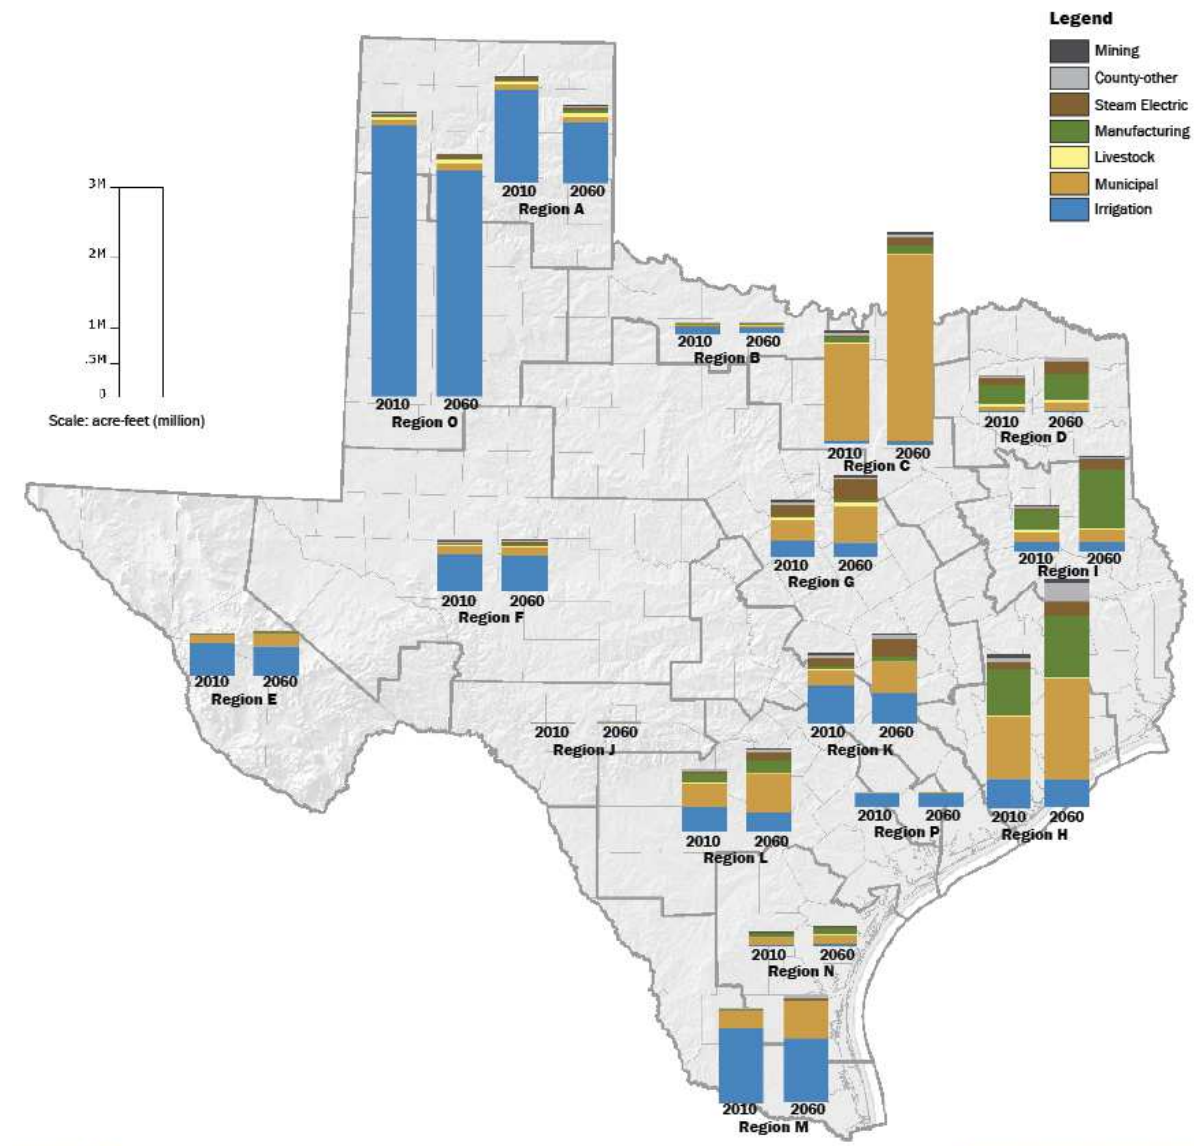 Legend
Mining
County-other
Steam Electric
Manufacturing
Livestock
Municipal
Irrigation
3M
2M
1M
.5M
0
Scale: acre-feet (million)
2010 2060
Region A
2010 2060
Region O
2010 2060
Region B
2010 2060
Region C
2010 2060
Region D
2010 2060
Region I
2010 2060
Region G
2010 2060
Region F
2010 2060
Region E
2010 2060
Region J
2010 2060
Region K
2010 2060
Region H
2010 2060
Region P
2010 2060
Region L
2010 2060
Region N
2010 2060
Region M